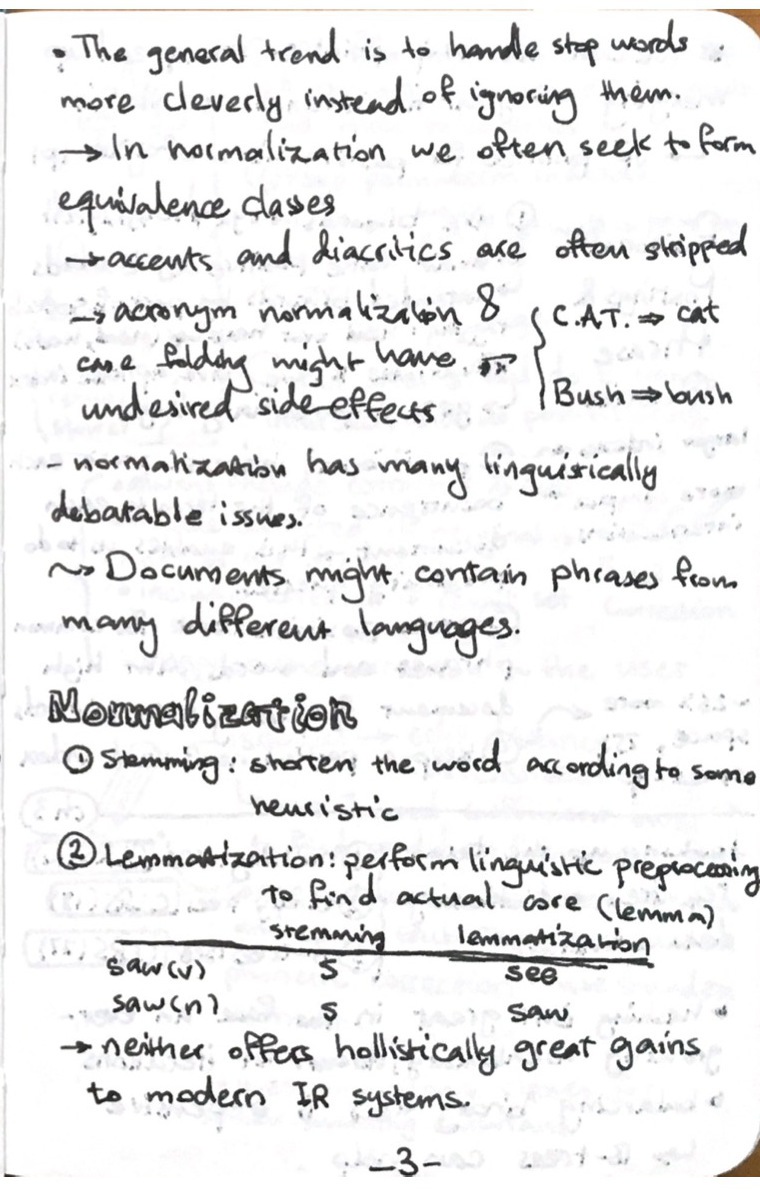 • The general trend is to handle stop words
more cleverly instead of ignoring them.
→ In normalization we often seek to form
equivalence classes
→ accents and diacritics are often stripped
→ acronym normalization &
case folding might have
undesired side effects
C.A.T. ⇒ cat
Bush ⇒ bush
- normalization has many linguistically
debatable issues.
~> Documents might contain phrases from
many different languages.
Normalization
① Stemming: shorten the word according to some
heuristic
② Lemmatization: perform linguistic preprocessing
to find actual core (lemma)
stemming lemmatization
saw(v) s see
saw(n) s saw
→ neither offers hollistically great gains
to modern IR systems.
-3-